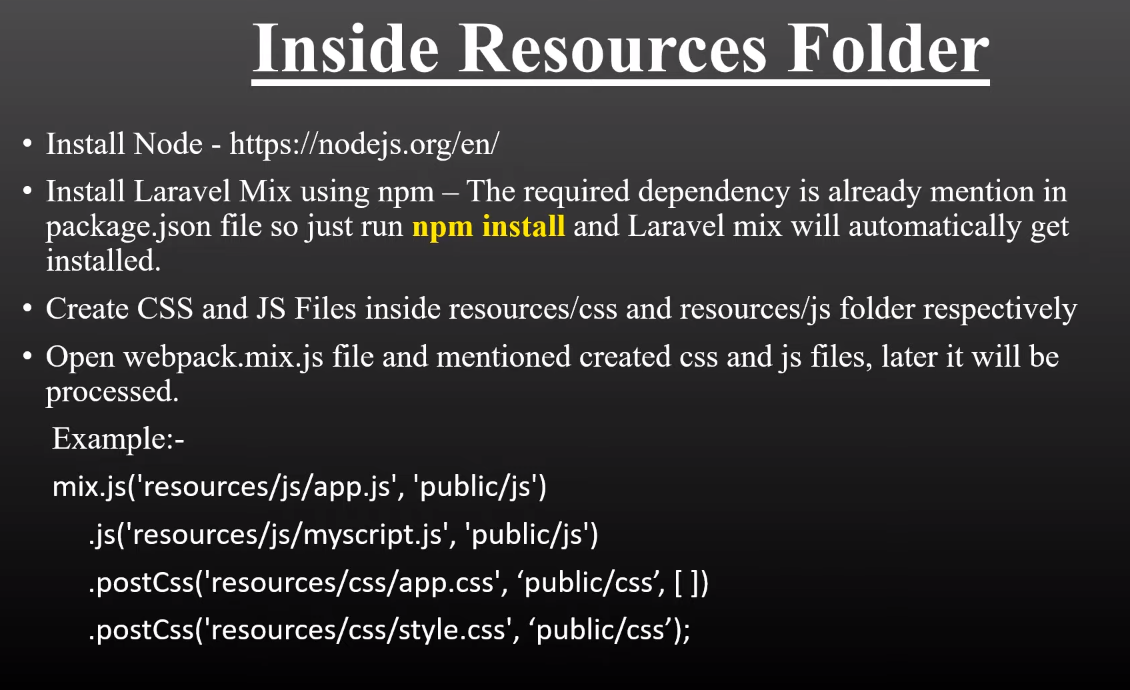 Inside Resources Folder
• Install Node - https://nodejs.org/en/
• Install Laravel Mix using npm – The required dependency is already mention in
package.json file so just run npm install and Laravel mix will automatically get
installed.
• Create CSS and JS Files inside resources/css and resources/js folder respectively
• Open webpack.mix.js file and mentioned created css and js files, later it will be
processed.
Example:-
mix.js('resources/js/app.js', 'public/js')
.js('resources/js/myscript.js', 'public/js')
.postCss('resources/css/app.css', ‘public/css’, [ ])
.postCss('resources/css/style.css', ‘public/css’);